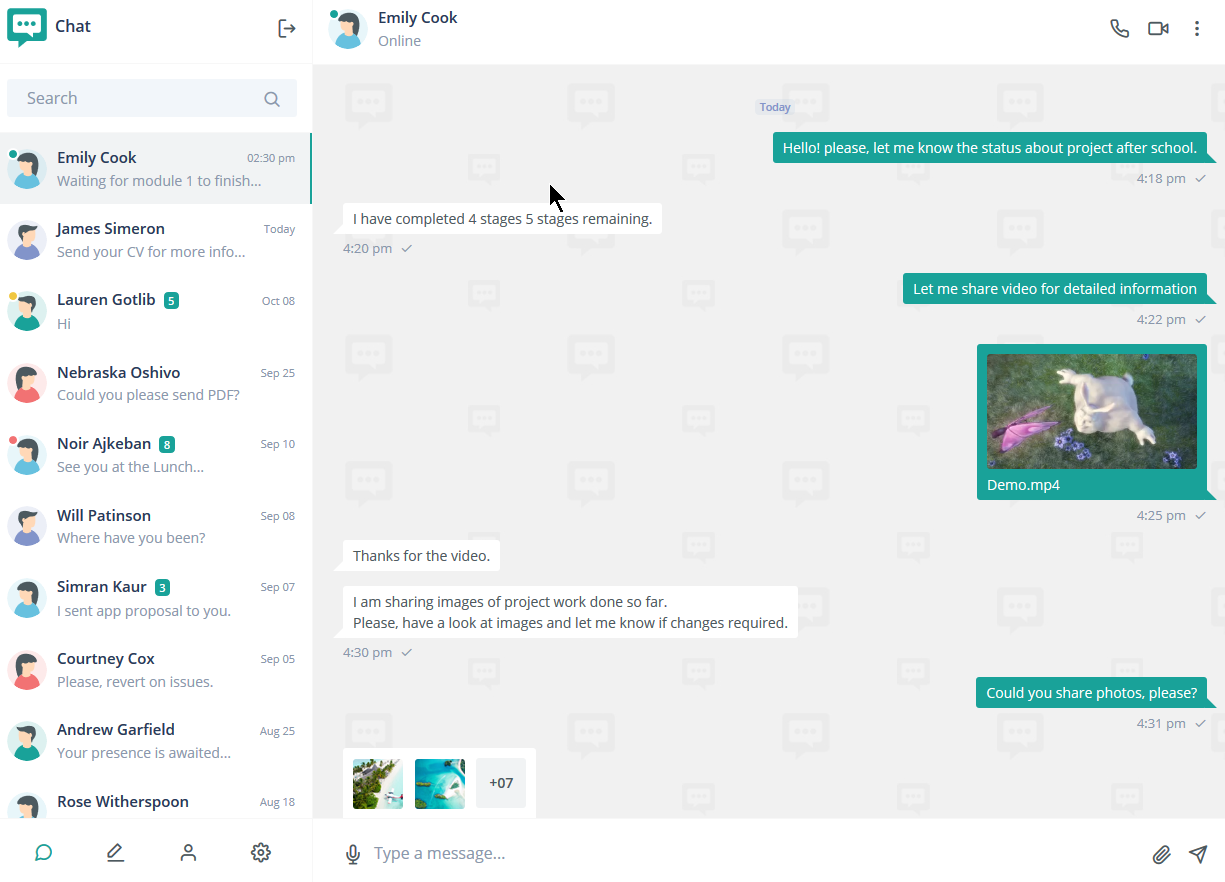 Chat
Search
Emily Cook
02:30 pm
Waiting for module 1 to finish...
James Simeron
Today
Send your CV for more info...
Lauren Gotlib
5
Oct 08
Hi
Nebraska Oshivo
Sep 25
Could you please send PDF?
Noir Ajkeban
8
Sep 10
See you at the Lunch...
Will Patinson
Sep 08
Where have you been?
Simran Kaur
3
Sep 07
I sent app proposal to you.
Courtney Cox
Sep 05
Please, revert on issues.
Andrew Garfield
Aug 25
Your presence is awaited...
Rose Witherspoon
Aug 18
Emily Cook
Online
Today
Hello! please, let me know the status about project after school.
4:18 pm
I have completed 4 stages 5 stages remaining.
4:20 pm
Let me share video for detailed information
4:22 pm
Demo.mp4
4:25 pm
Thanks for the video.
I am sharing images of project work done so far.
Please, have a look at images and let me know if changes required.
4:30 pm
Could you share photos, please?
4:31 pm
+07
Type a message...